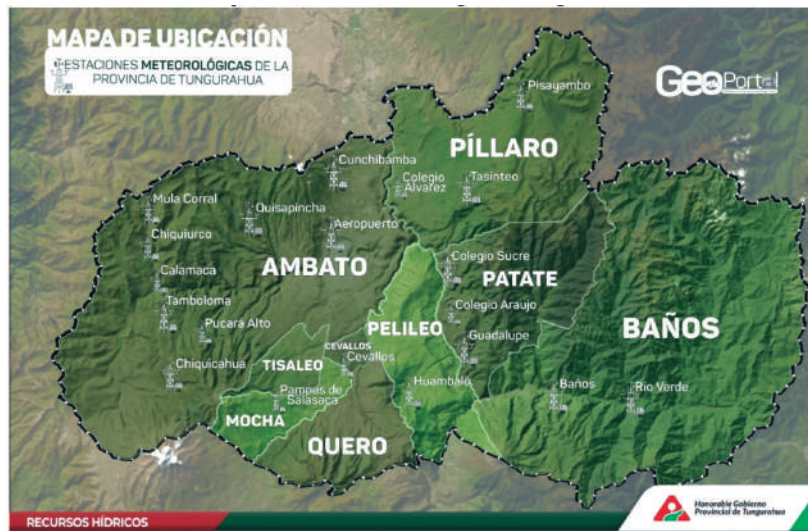 MAPA DE UBICACIÓN
ESTACIONES METEOROLÓGICAS DE LA
PROVINCIA DE TUNGURAHUA
GeoPortal
Pisayambo
PÍLLARO
Cunchibamba
Colegio
Alvarez
Tasinteo
Mula Corral
Quisapincha
Aeropuerto
Chiquiurco
AMBATO
Colegio Sucre
PATATE
Calamaca
Tamboloma
Colegio Araujo
BAÑOS
Pucará Alto
PELILEO
Guadalupe
CEVALLOS
Cevallos
TISALEO
Chiquicahua
Huambaló
Baños
Rio Verde
Pampas de
Salasaca
MOCHA
QUERO
RECURSOS HÍDRICOS
Honorable Gobierno
Provincial de Tungurahua